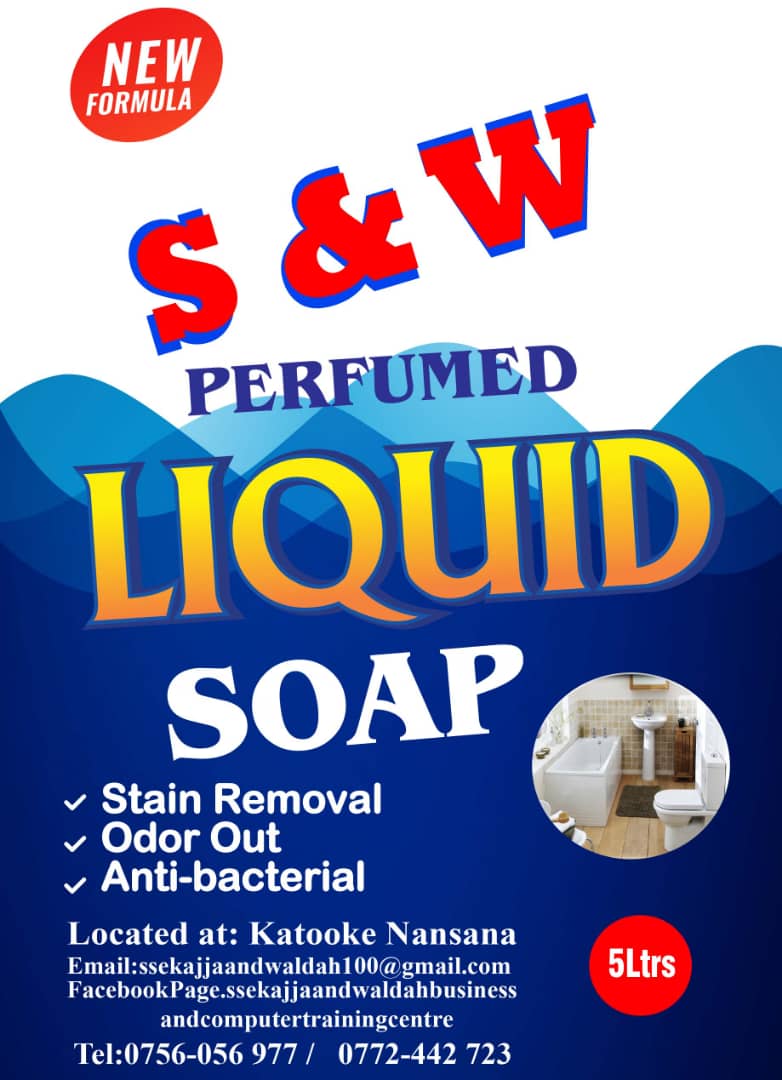 NEW
FORMULA
S & W
PERFUMED
LIQUID
SOAP
Stain Removal
Odor Out
Anti-bacterial
Located at: Katooke Nansana
Email:ssekajjaandwaldah100@gmail.com
FacebookPage.ssekajjaandwaldahbusiness
andcomputertrainingcentre
5Ltrs
Tel:0756-056 977 / 0772-442 723